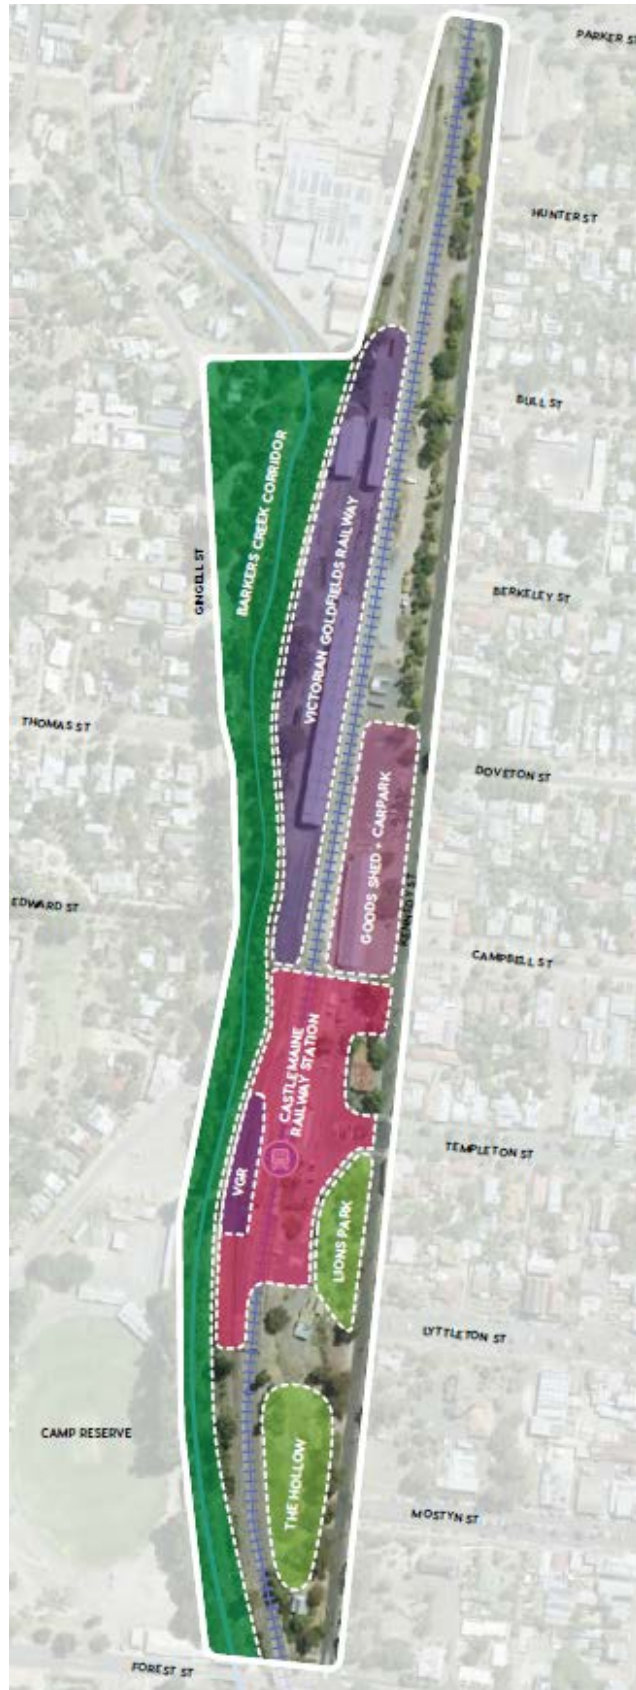 PARKER ST
HUNTER ST
BULL ST
BARKERS CREEK CORRIDOR
GINGELL ST
VICTORIAN GOLDFIELDS RAILWAY
BERKELEY ST
THOMAS ST
DOVETON ST
GOODS SHED + CARPARK
KENNEDY ST
EDWARD ST
CAMPBELL ST
CASTLEMAINE
RAILWAY STATION
TEMPLETON ST
VGR
LIONS PARK
LYTTLETON ST
CAMP RESERVE
THE HOLLOW
MOSTYN ST
FOREST ST